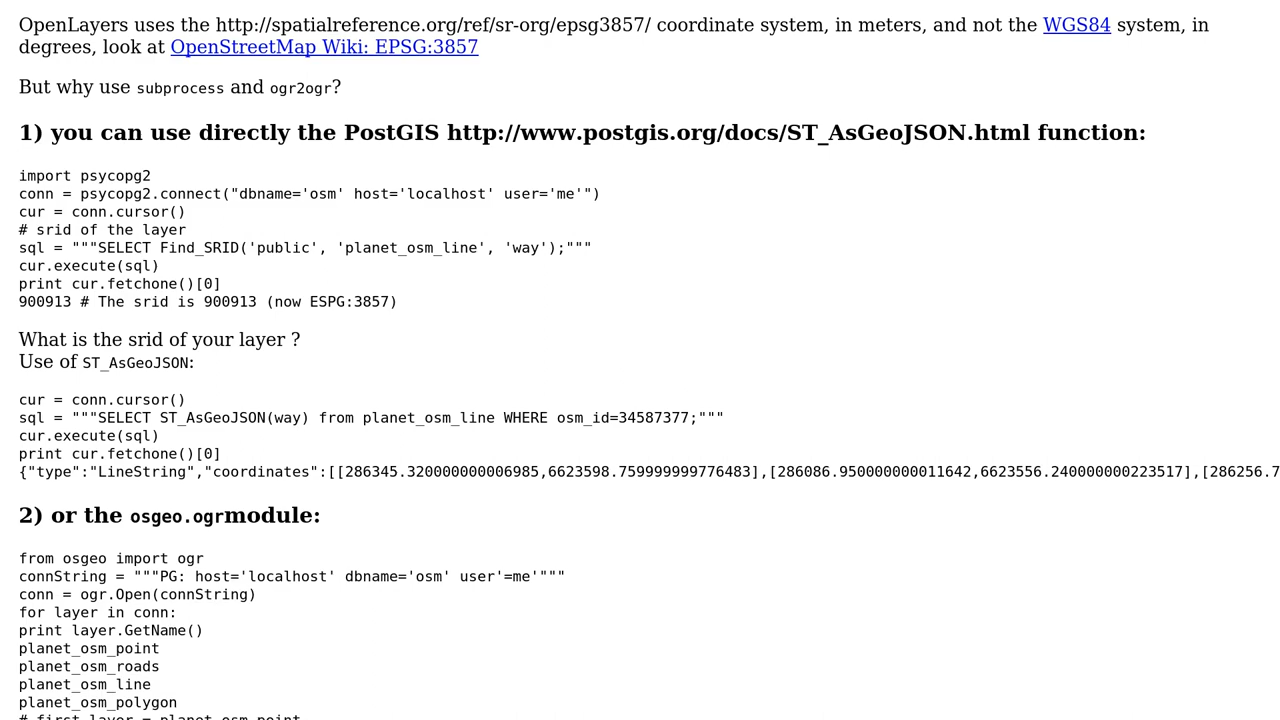 OpenLayers uses the http://spatialreference.org/ref/sr-org/epsg3857/ coordinate system, in meters, and not the WGS84 system, in
degrees, look at OpenStreetMap Wiki: EPSG:3857
But why use subprocess and ogr2ogr?
1) you can use directly the PostGIS http://www.postgis.org/docs/ST_AsGeoJSON.html function:
import psycopg2
conn = psycopg2.connect("dbname='osm' host='localhost' user='me'")
cur = conn.cursor()
# srid of the layer
sql = """SELECT Find_SRID('public', 'planet_osm_line', 'way');"""
cur.execute(sql)
print cur.fetchone()[0]
900913 # The srid is 900913 (now ESPG:3857)
What is the srid of your layer ?
Use of ST_AsGeoJSON:
cur = conn.cursor()
sql = """SELECT ST_AsGeoJSON(way) from planet_osm_line WHERE osm_id=34587377;"""
cur.execute(sql)
print cur.fetchone()[0]
{"type":"LineString","coordinates":[[286345.320000000006985,6623598.759999999776483],[286086.950000000011642,6623556.240000000223517],[286256.7
2) or the osgeo.ogrmodule:
from osgeo import ogr
connString = """PG: host='localhost' dbname='osm' user'=me'"""
conn = ogr.Open(connString)
for layer in conn:
print layer.GetName()
planet_osm_point
planet_osm_roads
planet_osm_line
planet_osm_polygon
# first layer = planet_osm_point